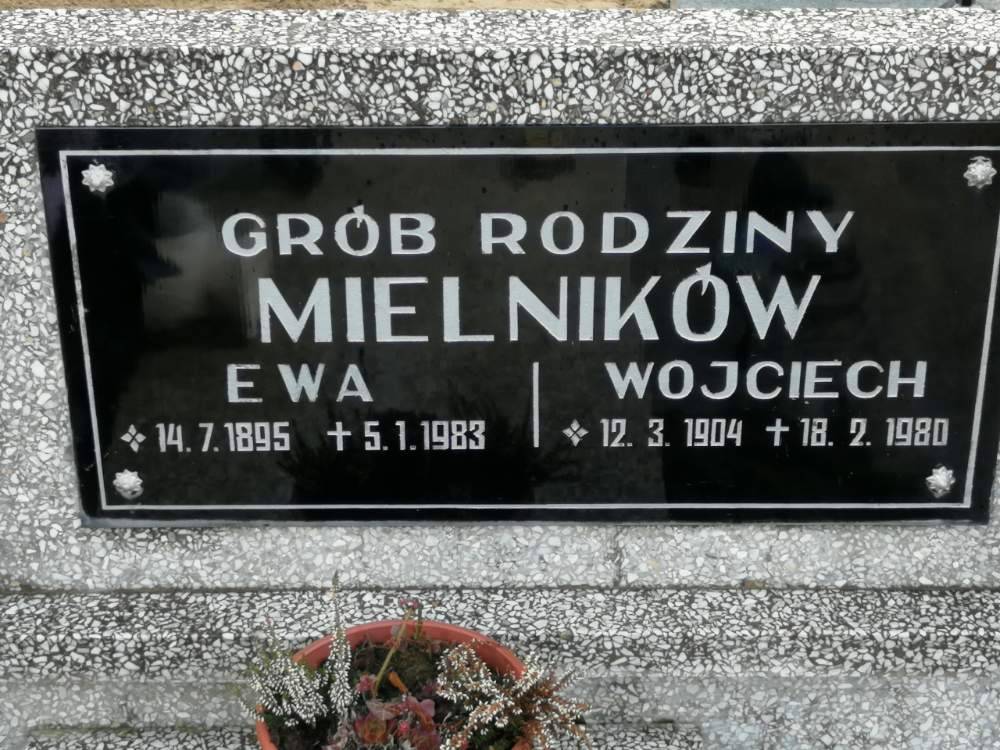 GRÓB RODZINY
MIELNIKÓW
EWA
14.7.1895 ✝ 5.1.1983
WOJCIECH
12.3.1904 ✝ 18.2.1980